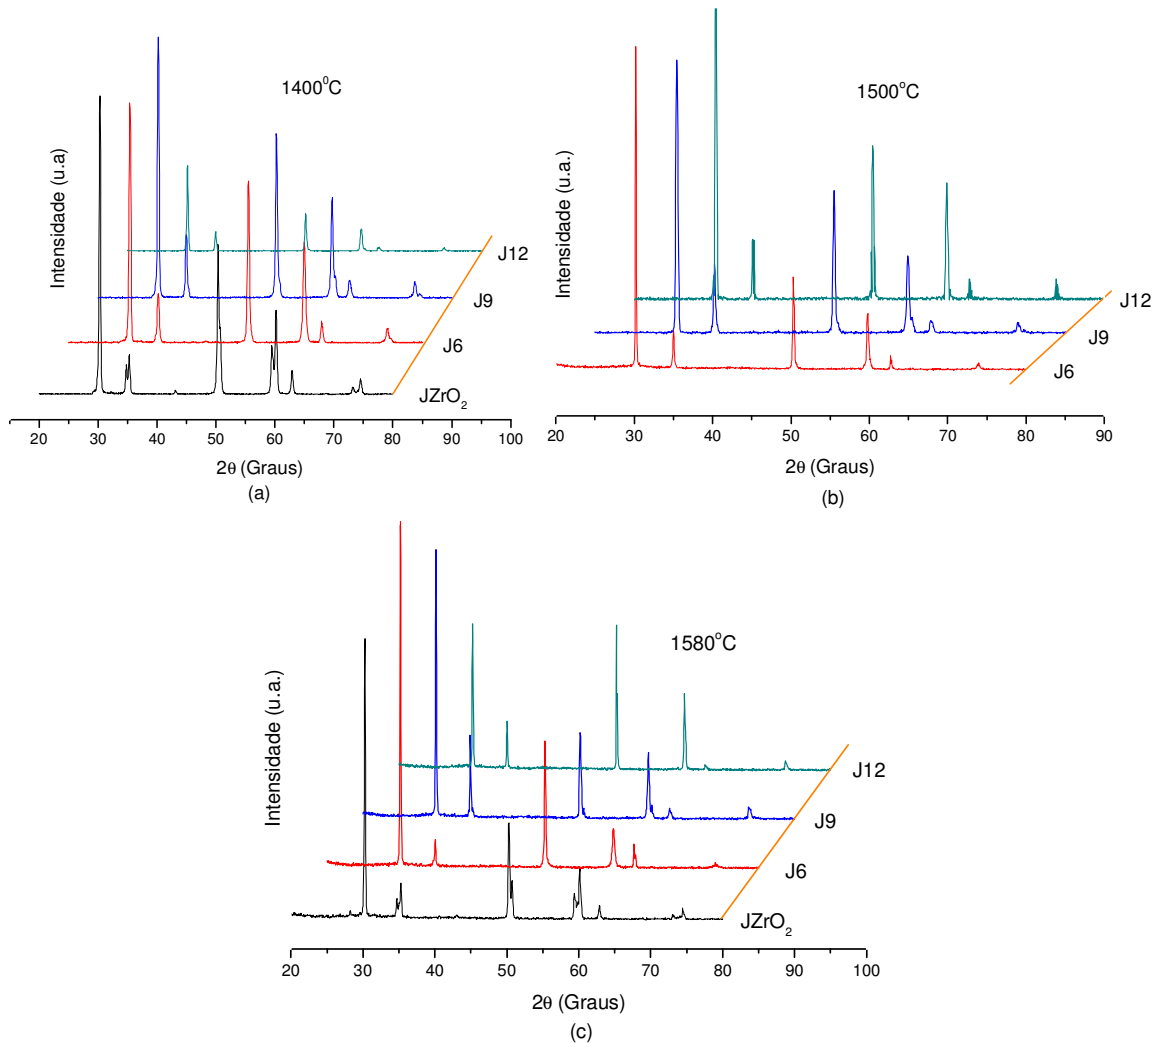 1400⁰C
Intensidade (u.a)
J12
J9
J6
JZrO₂
20 30 40 50 60 70 80 90 100
2θ (Graus)
(a)
1500°C
Intensidade (u.a.)
J12
J9
J6
20 30 40 50 60 70 80 90
2θ (Graus)
(b)
1580°C
Intensidade (u.a.)
J12
J9
J6
JZrO₂
20 30 40 50 60 70 80 90 100
2θ (Graus)
(c)